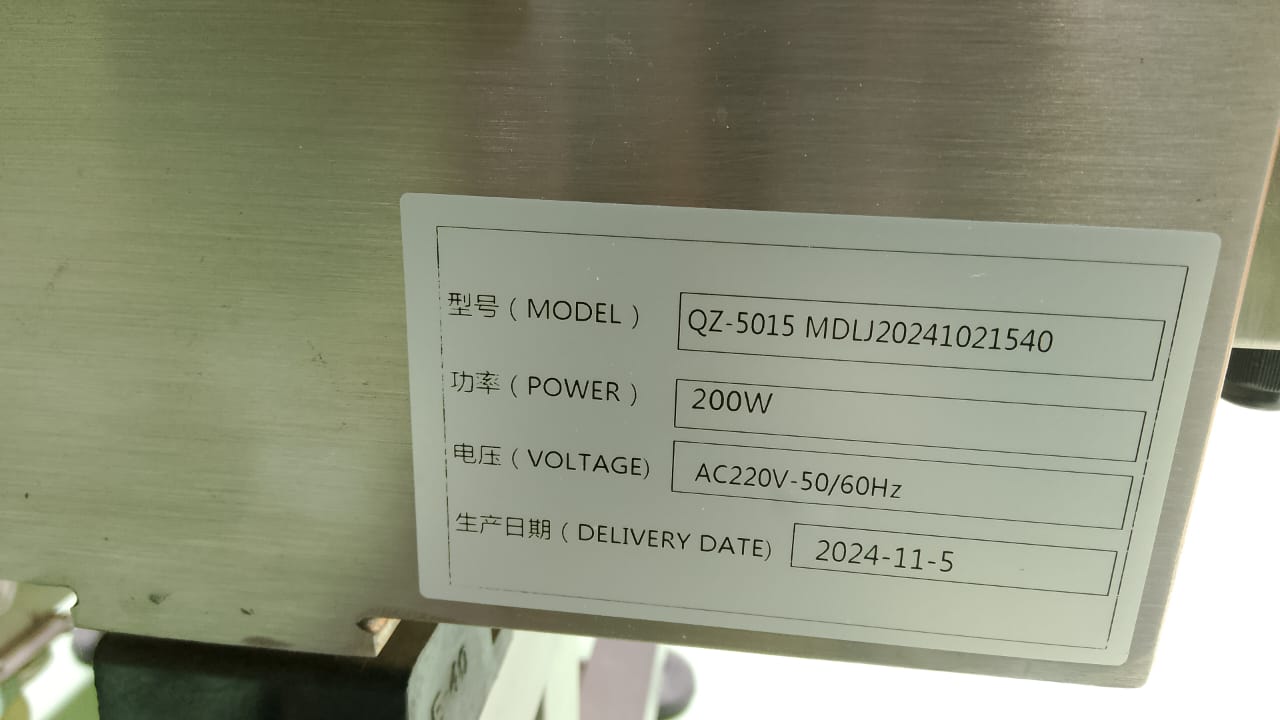 型号（MODEL） QZ-5015 MDLJ20241021540
功率（POWER） 200W
电压（VOLTAGE) AC220V-50/60Hz
生产日期（DELIVERY DATE) 2024-11-5